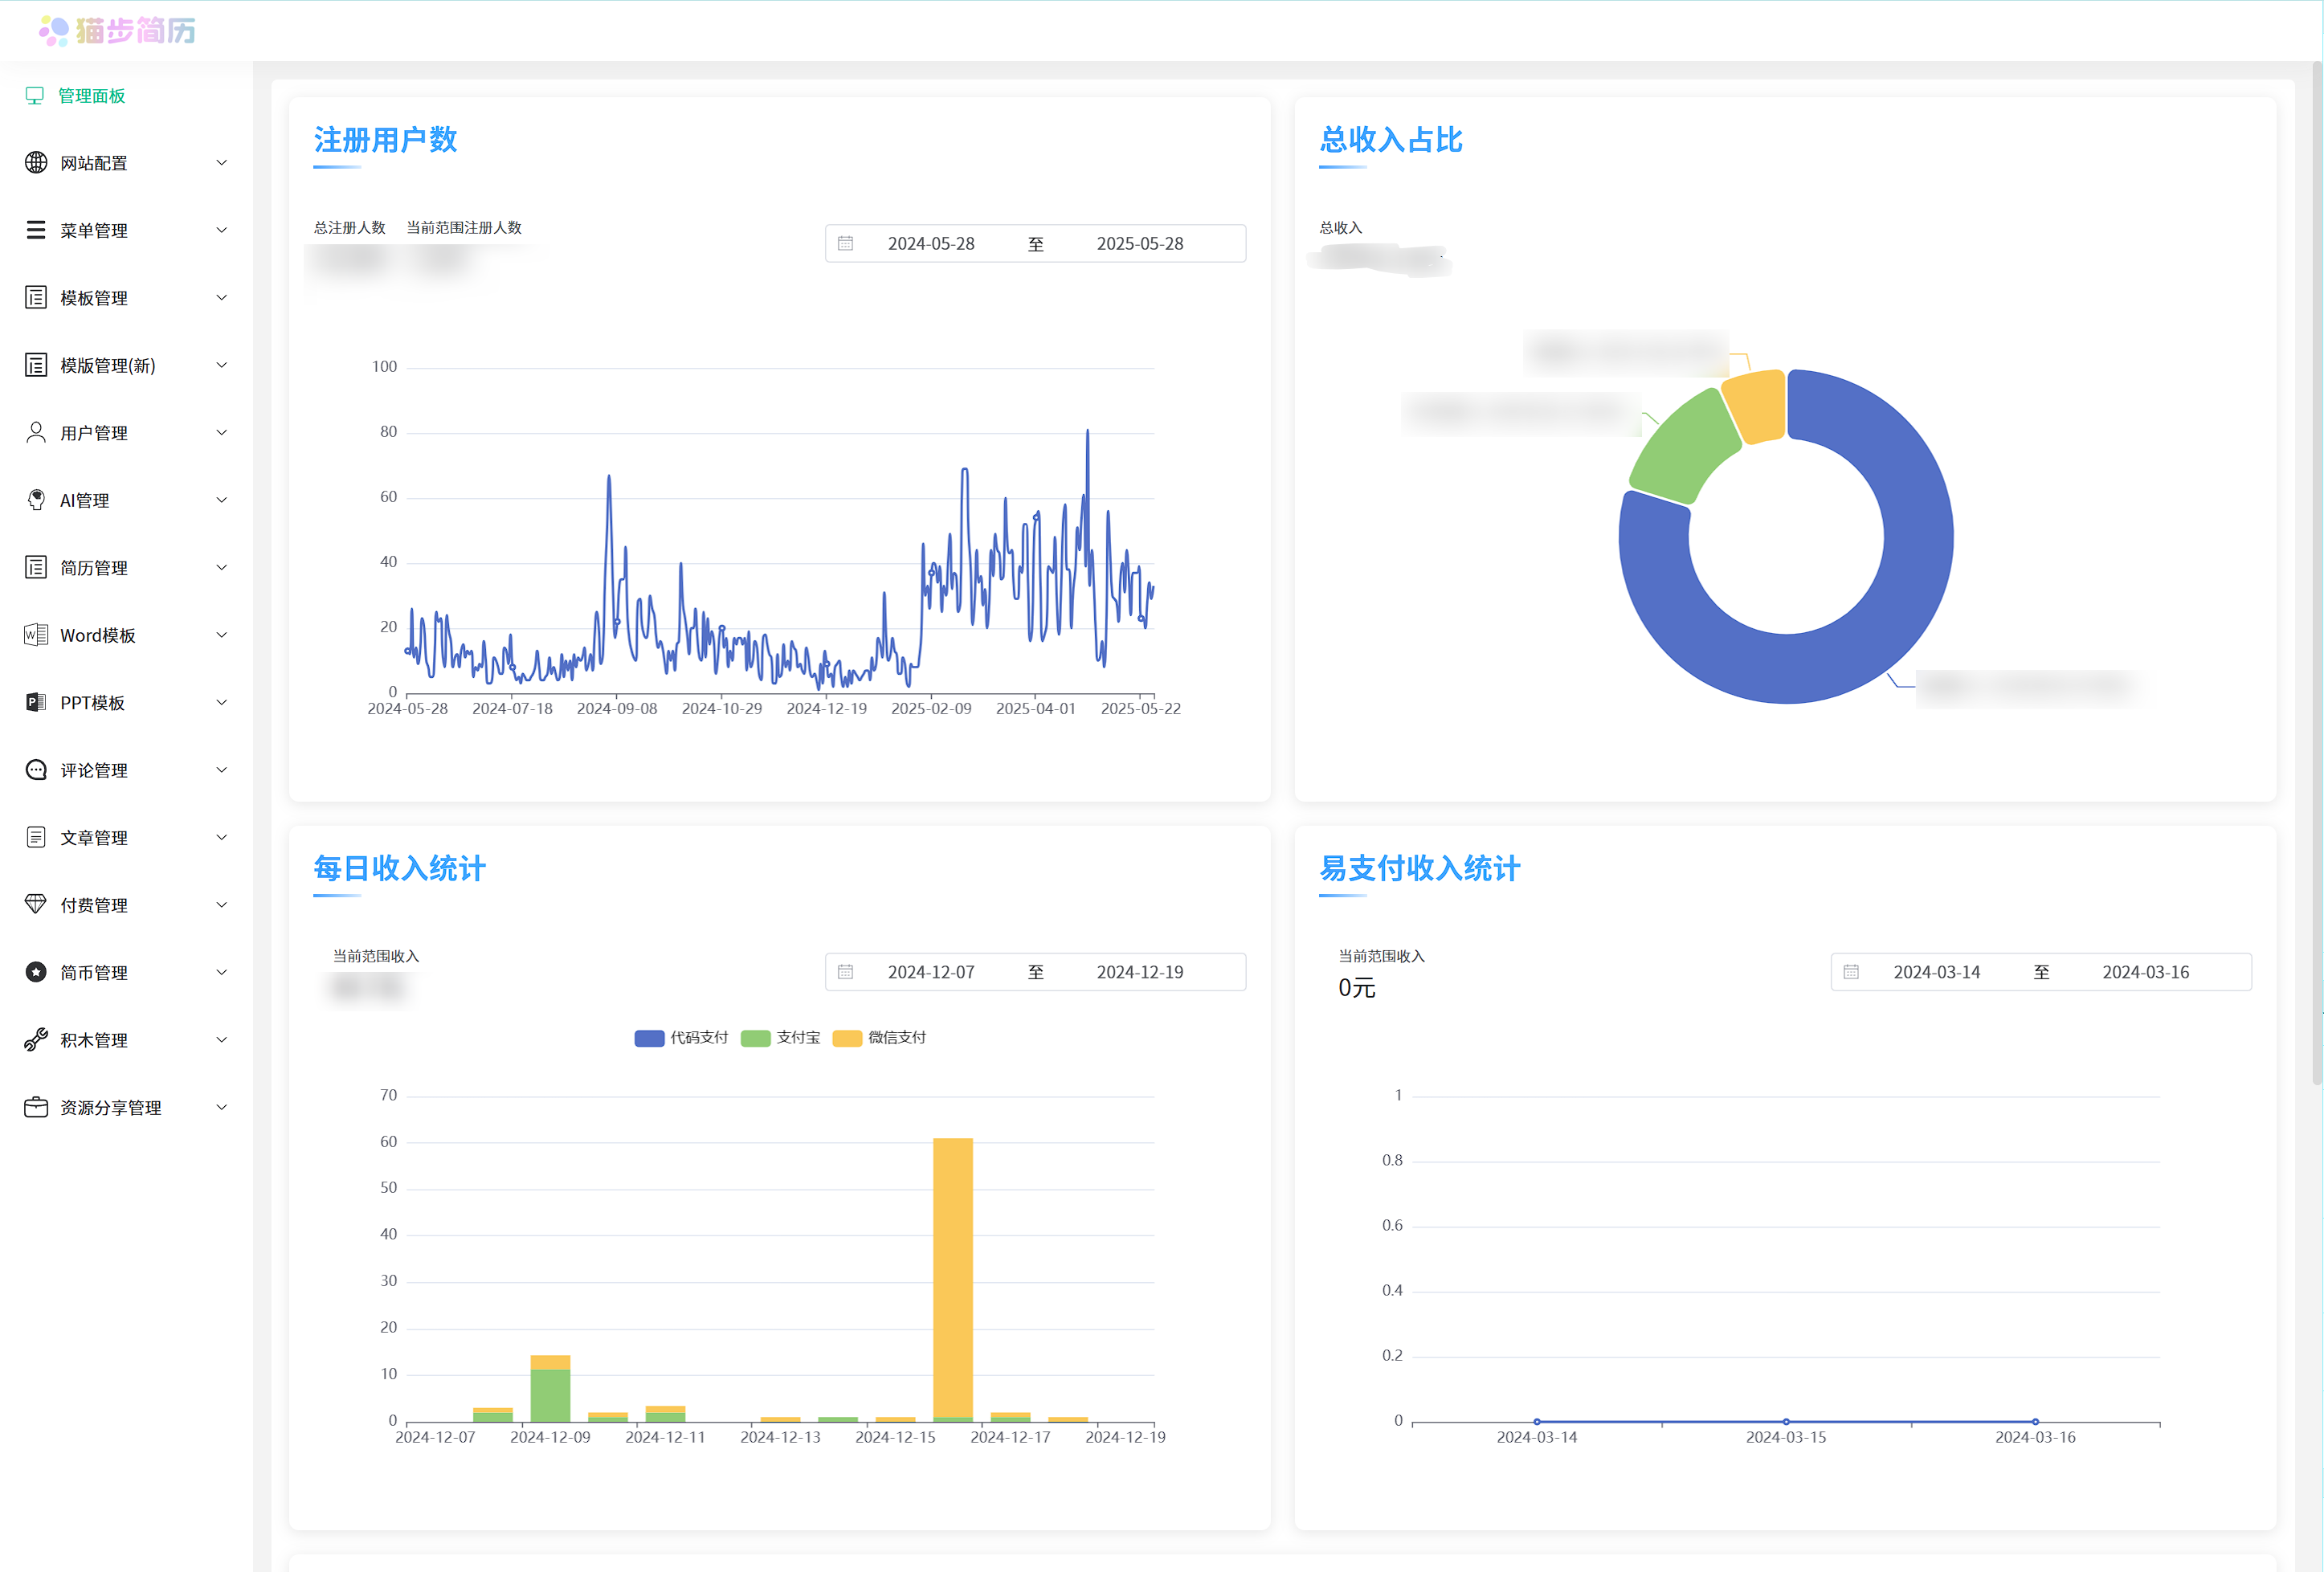 猫步简历
管理面板
网站配置
菜单管理
模板管理
模版管理(新)
用户管理
AI管理
简历管理
Word模板
PPT模板
评论管理
文章管理
付费管理
简币管理
积木管理
资源分享管理
注册用户数
总注册人数 当前范围注册人数
2024-05-28 至 2025-05-28
100
80
60
40
20
0
2024-05-28 2024-07-18 2024-09-08 2024-10-29 2024-12-19 2025-02-09 2025-04-01 2025-05-22
总收入占比
总收入
每日收入统计
当前范围收入
2024-12-07 至 2024-12-19
代码支付 支付宝 微信支付
70
60
50
40
30
20
10
0
2024-12-07 2024-12-09 2024-12-11 2024-12-13 2024-12-15 2024-12-17 2024-12-19
易支付收入统计
当前范围收入
0元
2024-03-14 至 2024-03-16
1
0.8
0.6
0.4
0.2
0
2024-03-14 2024-03-15 2024-03-16